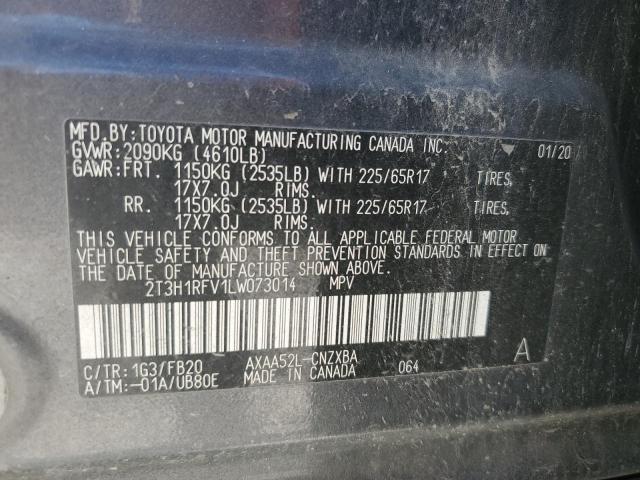 MFD.BY:TOYOTA MOTOR MANUFACTURING CANADA INC. 01/20
GVWR:2090KG (4610LB)
GAWR:FRT. 1150KG (2535LB) WITH 225/65R17 TIRES,
17X7.0J RIMS.
RR. 1150KG (2535LB) WITH 225/65R17 TIRES,
17X7.0J RIMS.
THIS VEHICLE CONFORMS TO ALL APPLICABLE FEDERAL MOTOR
VEHICLE SAFETY AND THEFT PREVENTION STANDARDS IN EFFECT ON
THE DATE OF MANUFACTURE SHOWN ABOVE.
2T3H1RFV1LW073014 MPV
C/TR:1G3/FB20 AXAA52L-CNZXBA A
A/TM:-01A/UB80E MADE IN CANADA 064